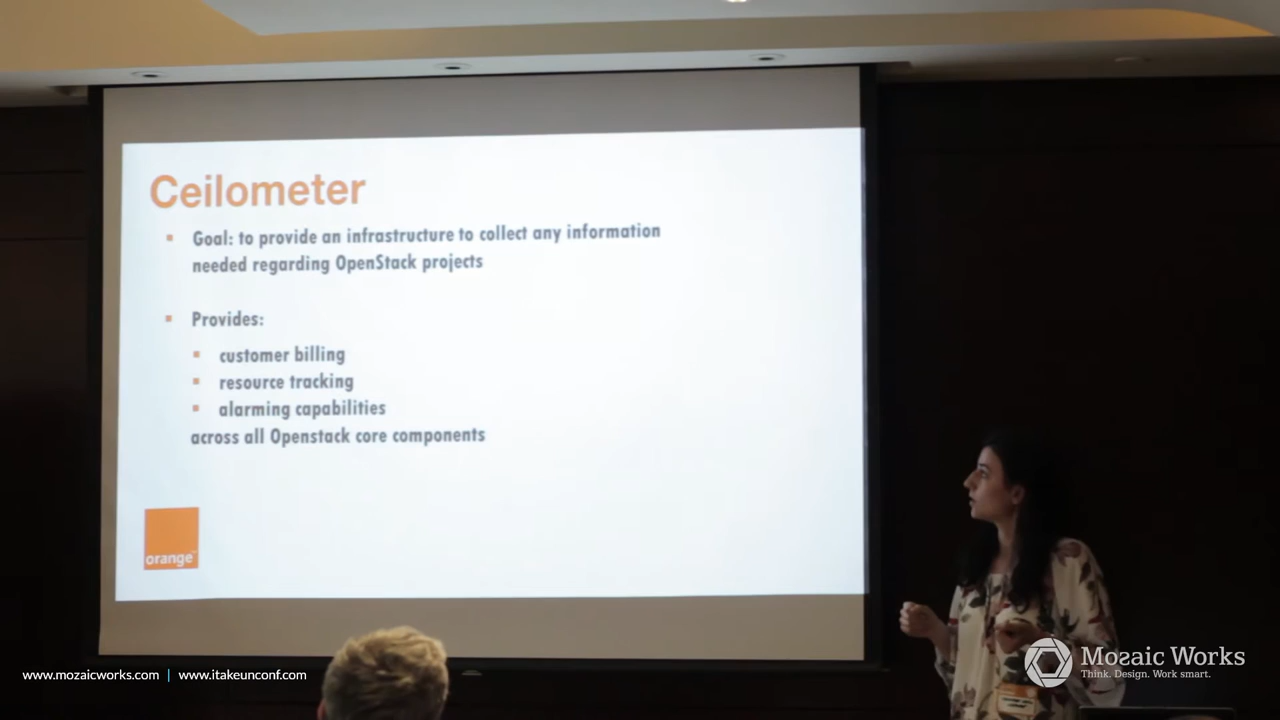 Ceilometer
Goal: to provide an infrastructure to collect any information
needed regarding OpenStack projects
Provides:
customer billing
resource tracking
alarming capabilities
across all Openstack core components
orange™
www.mozaicworks.com | www.itakeunconf.com
Mozaic Works
Think. Design. Work smart.